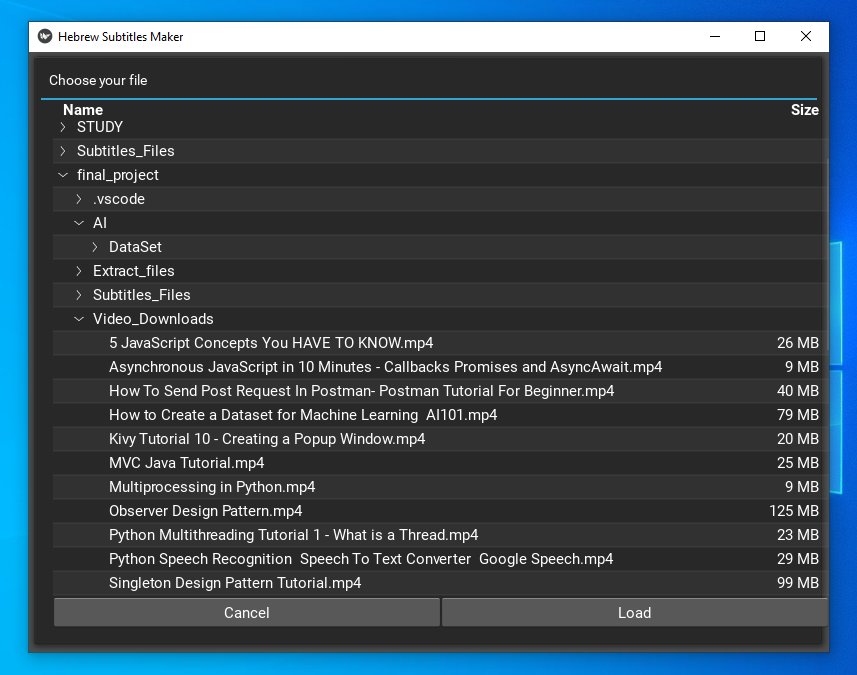 Hebrew Subtitles Maker
Choose your file
Name Size
STUDY
Subtitles_Files
final_project
.vscode
AI
DataSet
Extract_files
Subtitles_Files
Video_Downloads
5 JavaScript Concepts You HAVE TO KNOW.mp4 26 MB
Asynchronous JavaScript in 10 Minutes - Callbacks Promises and AsyncAwait.mp4 9 MB
How To Send Post Request In Postman- Postman Tutorial For Beginner.mp4 40 MB
How to Create a Dataset for Machine Learning  AI101.mp4 79 MB
Kivy Tutorial 10 - Creating a Popup Window.mp4 20 MB
MVC Java Tutorial.mp4 25 MB
Multiprocessing in Python.mp4 9 MB
Observer Design Pattern.mp4 125 MB
Python Multithreading Tutorial 1 - What is a Thread.mp4 23 MB
Python Speech Recognition  Speech To Text Converter  Google Speech.mp4 29 MB
Singleton Design Pattern Tutorial.mp4 99 MB
Cancel Load